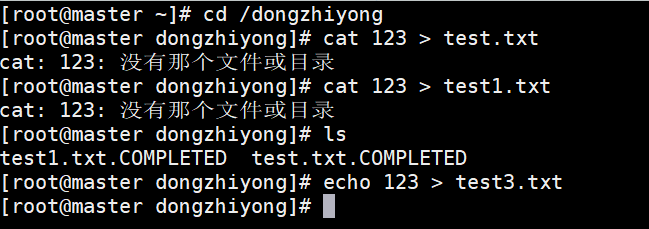 [root@master ~]# cd /dongzhiyong
[root@master dongzhiyong]# cat 123 > test.txt
cat: 123: 没有那个文件或目录
[root@master dongzhiyong]# cat 123 > test1.txt
cat: 123: 没有那个文件或目录
[root@master dongzhiyong]# ls
test1.txt.COMPLETED  test.txt.COMPLETED
[root@master dongzhiyong]# echo 123 > test3.txt
[root@master dongzhiyong]#